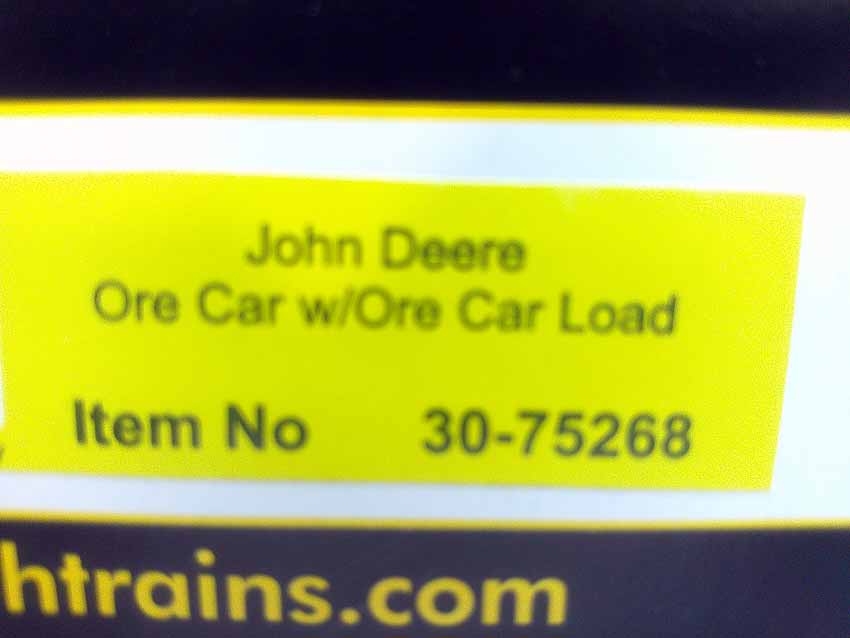 John Deere
Ore Car w/Ore Car Load
Item No 30-75268
htrains.com